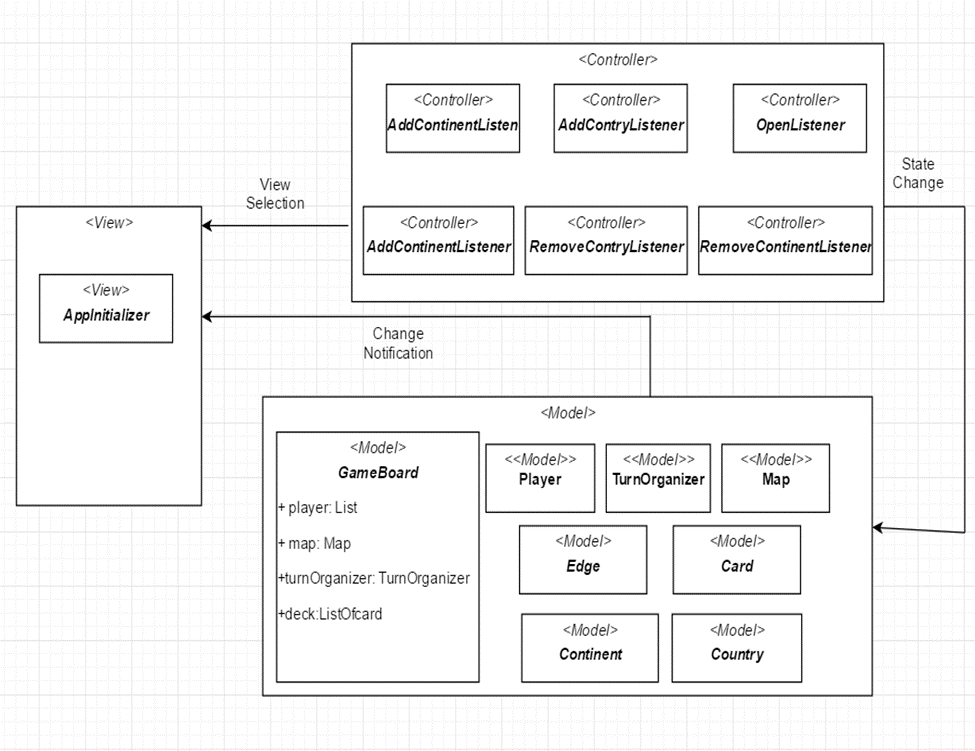 <Controller>
<Controller>
AddContinentListen
<Controller>
AddContryListener
<Controller>
OpenListener
State
Change
View
Selection
<Controller>
AddContinentListener
<Controller>
RemoveContryListener
<Controller>
RemoveContinentListener
<View>
<View>
AppInitializer
Change
Notification
<Model>
<Model>
GameBoard
+ player: List
+ map: Map
+turnOrganizer: TurnOrganizer
+deck:ListOfcard
<<Model>>
Player
<<Model>>
TurnOrganizer
<<Model>>
Map
<Model>
Edge
<Model>
Card
<Model>
Continent
<Model>
Country